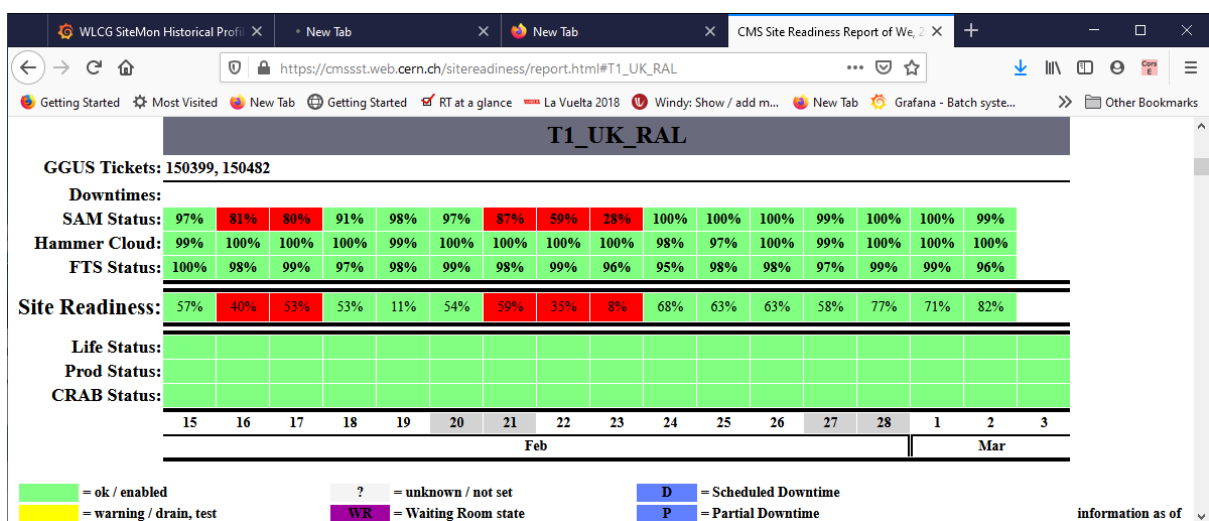 WLCG SiteMon Historical Profil
New Tab
New Tab
CMS Site Readiness Report of We, 2
https://cmssst.web.cern.ch/sitereadiness/report.html#T1_UK_RAL
Getting Started Most Visited New Tab Getting Started RT at a glance La Vuelta 2018 Windy: Show / add m... New Tab Grafana - Batch syste... Other Bookmarks
T1_UK_RAL
GGUS Tickets: 150399, 150482
Downtimes:
SAM Status: 97% 81% 80% 91% 98% 97% 87% 59% 28% 100% 100% 100% 99% 100% 100% 99%
Hammer Cloud: 99% 100% 100% 100% 99% 100% 100% 100% 100% 98% 97% 100% 99% 100% 100% 100%
FTS Status: 100% 98% 99% 97% 98% 99% 98% 99% 96% 95% 98% 98% 97% 99% 99% 96%
Site Readiness: 57% 40% 53% 53% 11% 54% 59% 35% 8% 68% 63% 63% 58% 77% 71% 82%
Life Status:
Prod Status:
CRAB Status:
15 16 17 18 19 20 21 22 23 24 25 26 27 28 1 2 3
Feb Mar
= ok / enabled ? = unknown / not set D = Scheduled Downtime
= warning / drain, test WR = Waiting Room state P = Partial Downtime information as of